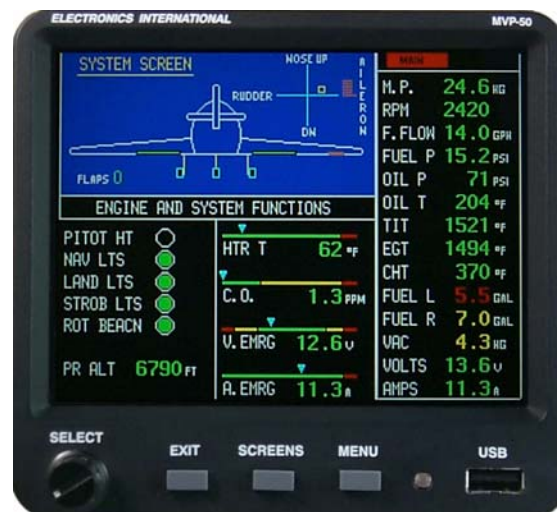 ELECTRONICS INTERNATIONAL
MVP-50
SYSTEM SCREEN
NOSE UP
AILERON
RUDDER
DN
FLAPS 0
ENGINE AND SYSTEM FUNCTIONS
PITOT HT
NAV LTS
LAND LTS
STROB LTS
ROT BEACN
PR ALT 6790 FT
HTR T 62 °F
C.O. 1.3 PPM
V.EMRG 12.6 V
A.EMRG 11.3 A
MAIN
M.P. 24.6 HG
RPM 2420
F.FLOW 14.0 GPH
FUEL P 15.2 PSI
OIL P 71 PSI
OIL T 204 °F
TIT 1521 °F
EGT 1494 °F
CHT 370 °F
FUEL L 5.5 GAL
FUEL R 7.0 GAL
VAC 4.3 HG
VOLTS 13.6 V
AMPS 11.3 A
SELECT
EXIT
SCREENS
MENU
USB